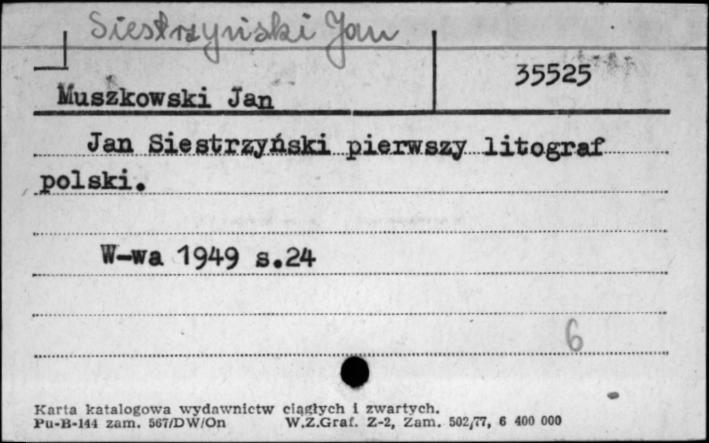 Siestrzyński Jan
35525
Muszkowski Jan
Jan Siestrzyński pierwszy litograf
polski.
W-wa 1949 s.24
6
Karta katalogowa wydawnictw ciągłych i zwartych.
Pu-B-144 zam. 567/DW/On W.Z.Graf. Z-2, Zam. 502/77, 6 400 000